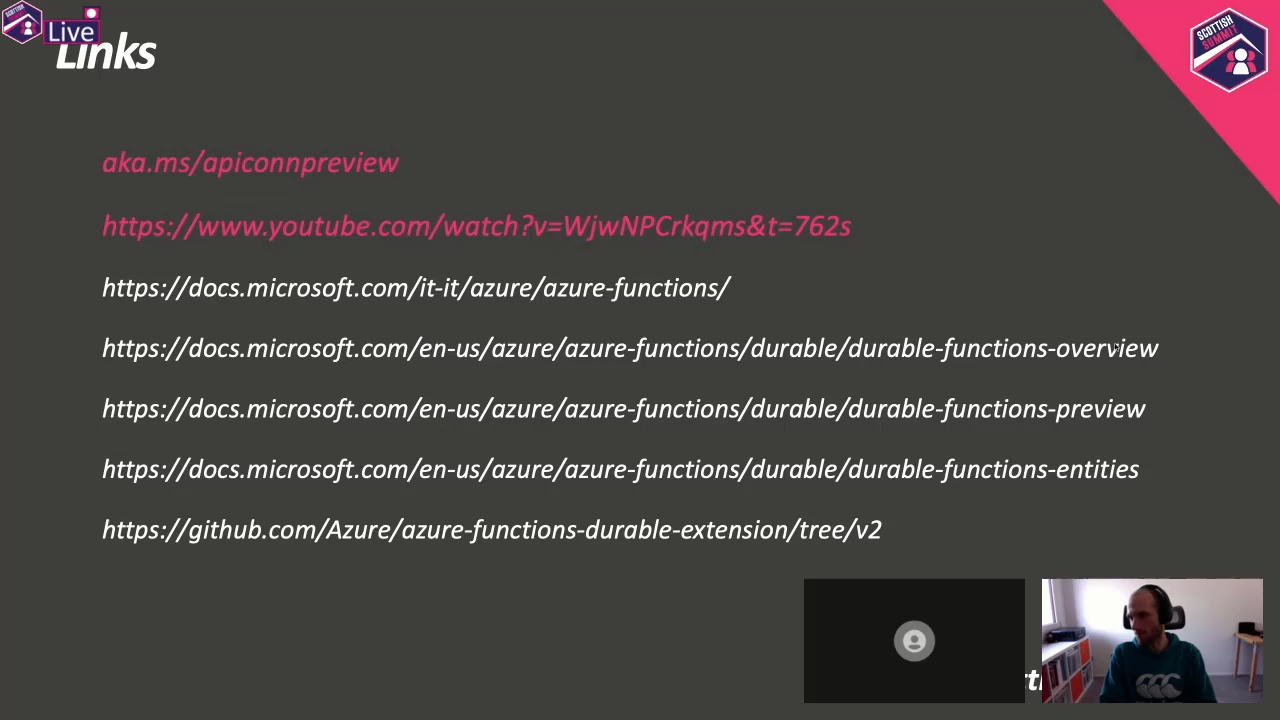 SCOTTISH
Live
Links
SCOTTISH
SUMMIT
aka.ms/apiconnpreview
https://www.youtube.com/watch?v=WjwNPCrkqms&t=762s
https://docs.microsoft.com/it-it/azure/azure-functions/
https://docs.microsoft.com/en-us/azure/azure-functions/durable/durable-functions-overview
https://docs.microsoft.com/en-us/azure/azure-functions/durable/durable-functions-preview
https://docs.microsoft.com/en-us/azure/azure-functions/durable/durable-functions-entities
https://github.com/Azure/azure-functions-durable-extension/tree/v2